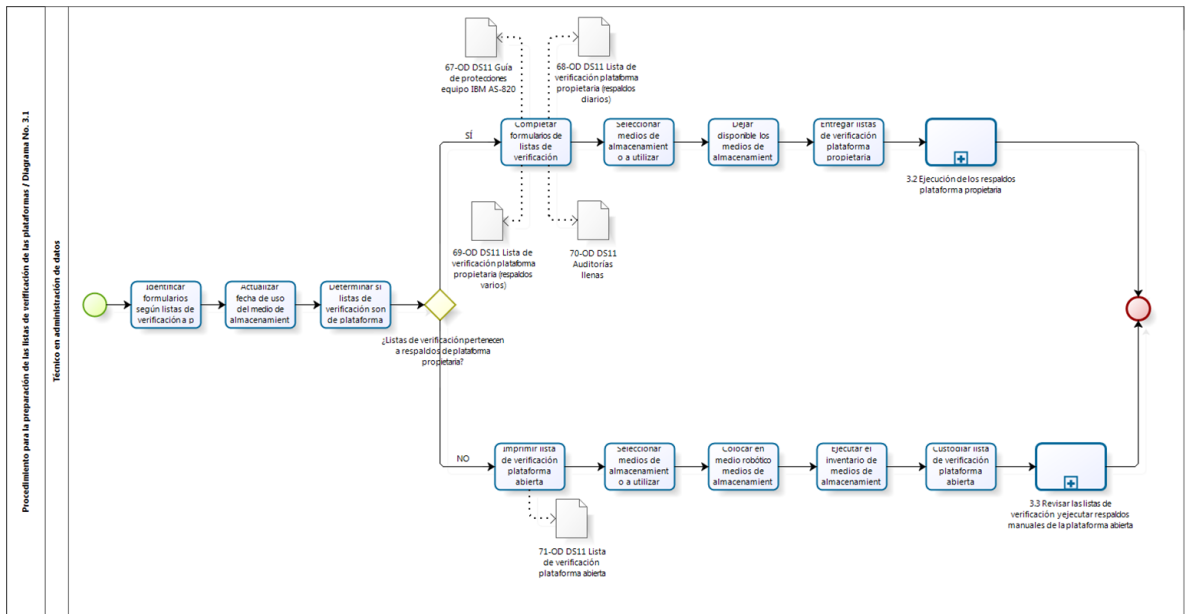 Procedimiento para la preparación de las listas de verificación de las plataformas / Diagrama No. 3.1
Técnico en administración de datos
67-OD DS11 Guía
de protecciones
equipo IBM AS-820
68-OD DS11 Lista de
verificación plataforma
propietaria (respaldos
diarios)
SÍ
Completar
formularios de
listas de
verificación
Seleccionar
medios de
almacenamient
o a utilizar
Dejar
disponible los
medios de
almacenamient
Entregar listas
de verificación
plataforma
propietaria
3.2 Ejecución de los respaldos
plataforma propietaria
69-OD DS11 Lista de
verificación plataforma
propietaria (respaldos
varios)
70-OD DS11
Auditorías
llenas
Identificar
formularios
según listas de
verificación a p
Actualizar
fecha de uso
del medio de
almacenamient
Determinar si
listas de
verificación son
de plataforma
¿Listas de verificación pertenecen
a respaldos de plataforma
propietaria?
NO
Imprimir lista
de verificación
plataforma
abierta
Seleccionar
medios de
almacenamient
o a utilizar
Colocar en
medio robótico
medios de
almacenamient
Ejecutar el
inventario de
medios de
almacenamient
Custodiar lista
de verificación
plataforma
abierta
3.3 Revisar las listas de
verificación y ejecutar respaldos
manuales de la plataforma abierta
71-OD DS11 Lista
de verificación
plataforma abierta